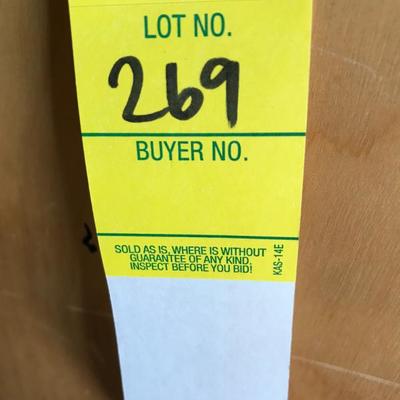 LOT NO.
269
BUYER NO.
SOLD AS IS, WHERE IS WITHOUT
GUARANTEE OF ANY KIND.
INSPECT BEFORE YOU BID!
KAS-14E